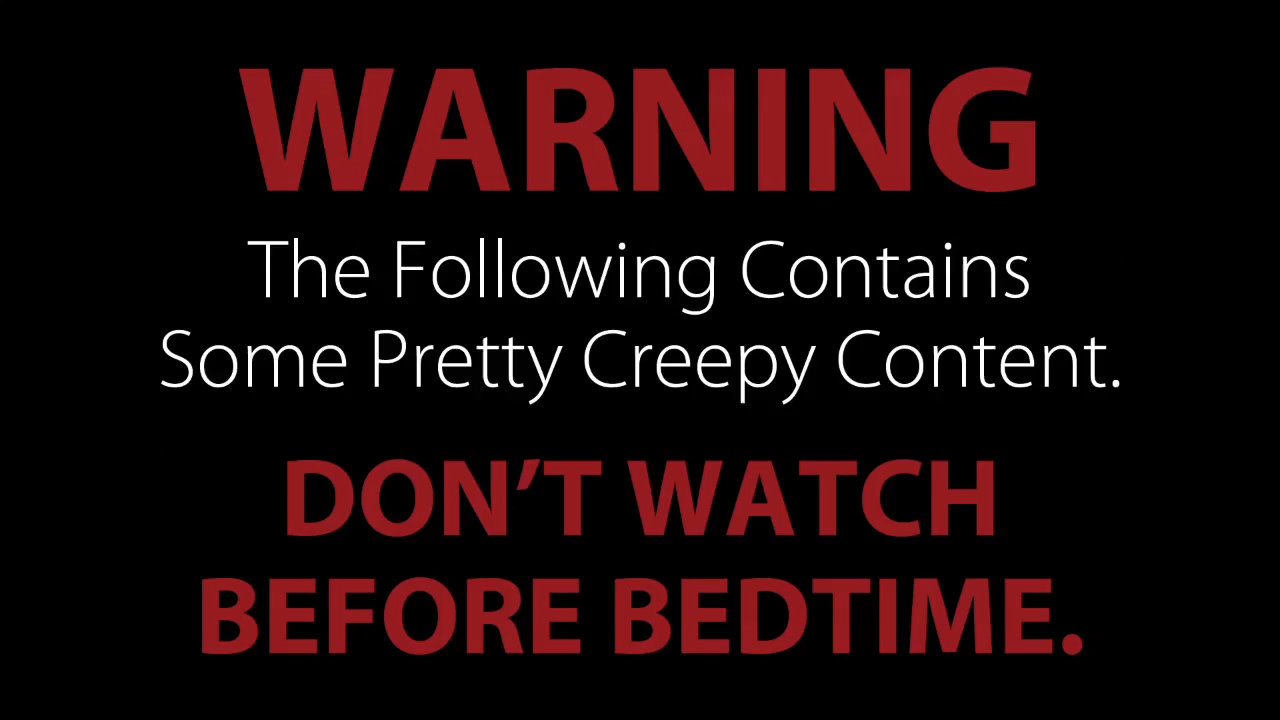 WARNING
The Following Contains
Some Pretty Creepy Content.
DON’T WATCH
BEFORE BEDTIME.